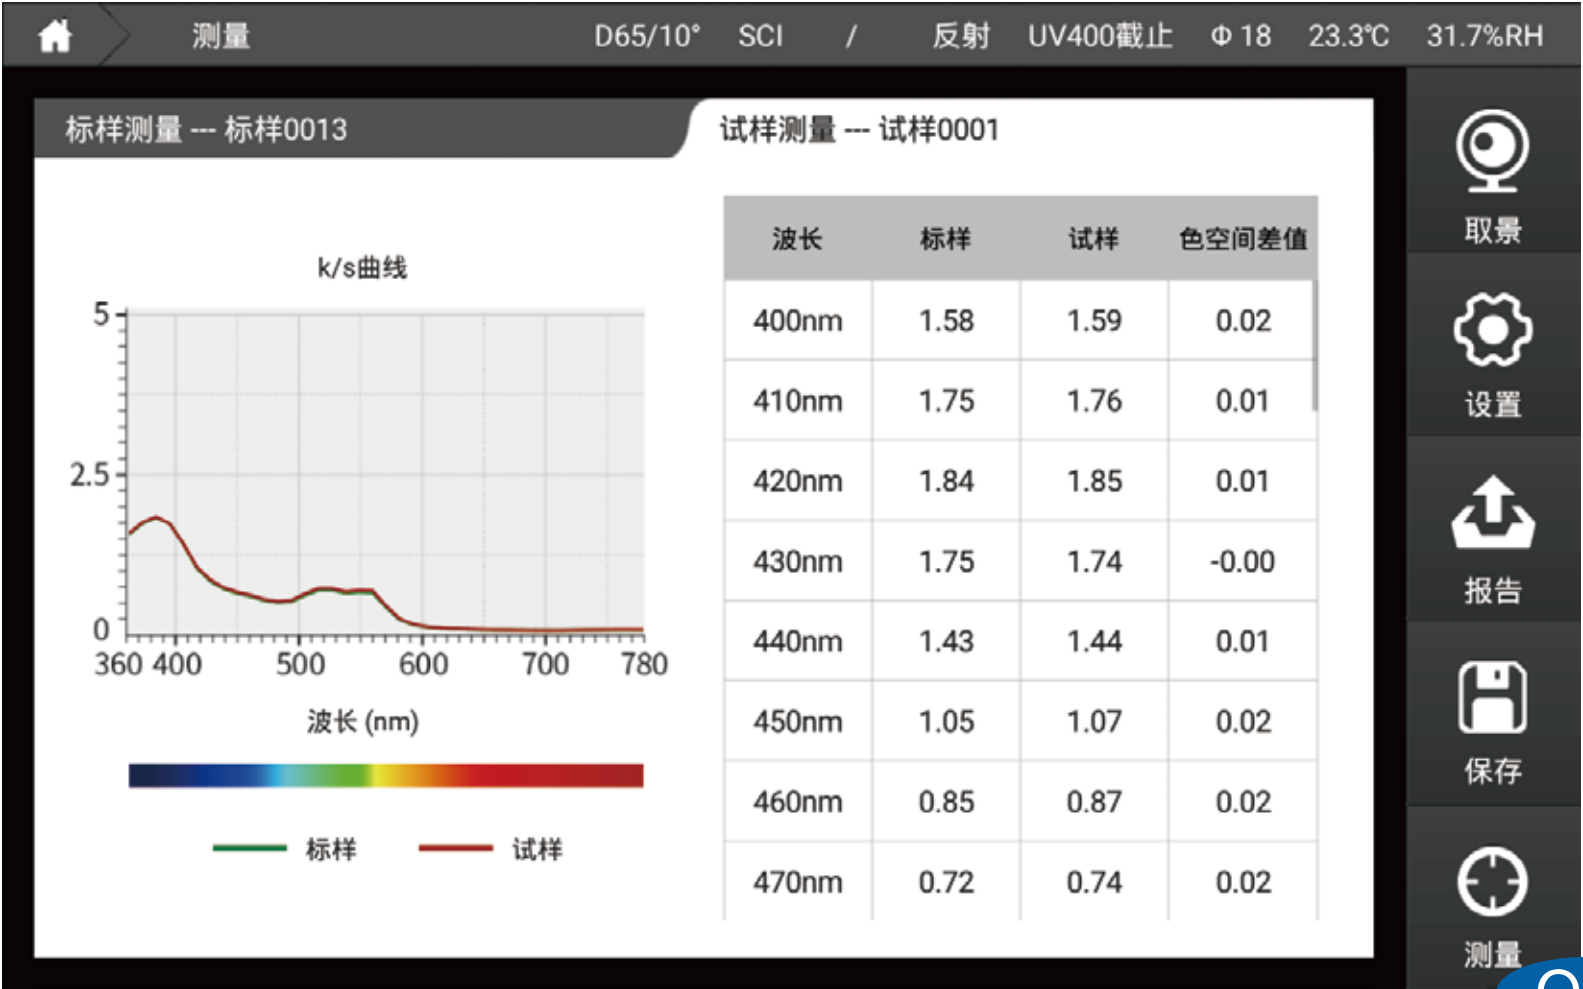 测量 D65/10° SCI / 反射 UV400截止 Φ 18 23.3℃ 31.7%RH
标样测量 --- 标样0013
试样测量 --- 试样0001
k/s曲线
5
2.5
0
360 400 500 600 700 780
波长 (nm)
标样 试样
波长 标样 试样 色空间差值
400nm 1.58 1.59 0.02
410nm 1.75 1.76 0.01
420nm 1.84 1.85 0.01
430nm 1.75 1.74 -0.00
440nm 1.43 1.44 0.01
450nm 1.05 1.07 0.02
460nm 0.85 0.87 0.02
470nm 0.72 0.74 0.02
取景
设置
报告
保存
测量